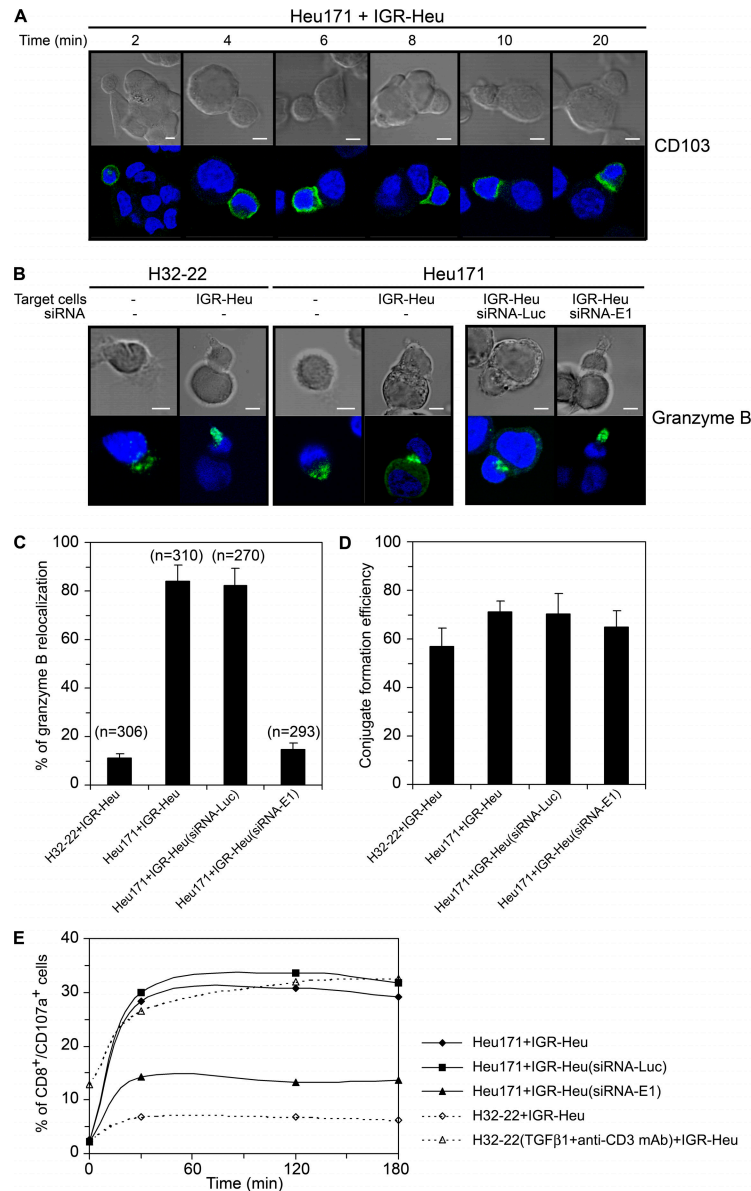 A
Heu171 + IGR-Heu
Time (min) 2 4 6 8 10 20
CD103
B
H32-22 Heu171
Target cells - IGR-Heu - IGR-Heu IGR-Heu IGR-Heu
siRNA - - - - siRNA-Luc siRNA-E1
Granzyme B
C
% of granzyme B relocalization
100
80
60
40
20
0
(n=306)
(n=310)
(n=270)
(n=293)
H32-22+IGR-Heu
Heu171+IGR-Heu
Heu171+IGR-Heu(siRNA-Luc)
Heu171+IGR-Heu(siRNA-E1)
D
Conjugate formation efficiency
100
80
60
40
20
0
H32-22+IGR-Heu
Heu171+IGR-Heu
Heu171+IGR-Heu(siRNA-Luc)
Heu171+IGR-Heu(siRNA-E1)
E
% of CD8+/CD107a+ cells
40
30
20
10
0
0 60 120 180
Time (min)
Heu171+IGR-Heu
Heu171+IGR-Heu(siRNA-Luc)
Heu171+IGR-Heu(siRNA-E1)
H32-22+IGR-Heu
H32-22(TGFβ1+anti-CD3 mAb)+IGR-Heu